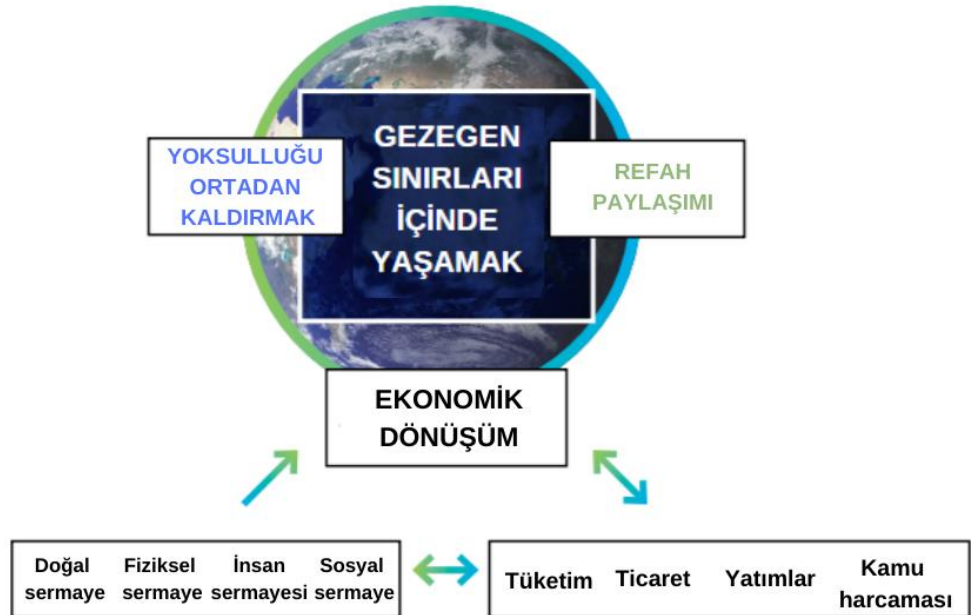 GEZEGEN
SINIRLARI
İÇİNDE
YAŞAMAK
YOKSULLUĞU
ORTADAN
KALDIRMAK
REFAH
PAYLAŞIMI
EKONOMİK
DÖNÜŞÜM
Doğal sermaye
Fiziksel sermaye
İnsan sermayesi
Sosyal sermaye
Tüketim
Ticaret
Yatımlar
Kamu harcaması